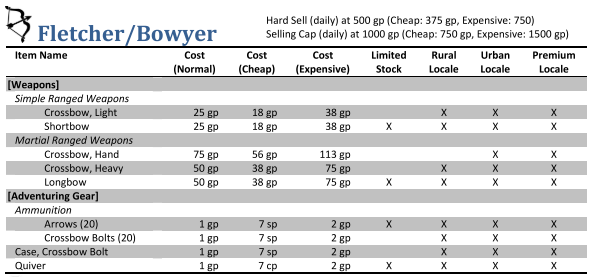 Fletcher/Bowyer
Hard Sell (daily) at 500 gp (Cheap: 375 gp, Expensive: 750)
Selling Cap (daily) at 1000 gp (Cheap: 750 gp, Expensive: 1500 gp)
Item Name Cost (Normal) Cost (Cheap) Cost (Expensive) Limited Stock Rural Locale Urban Locale Premium Locale
[Weapons]
Simple Ranged Weapons
Crossbow, Light 25 gp 18 gp 38 gp X X X
Shortbow 25 gp 18 gp 38 gp X X X X
Martial Ranged Weapons
Crossbow, Hand 75 gp 56 gp 113 gp X X
Crossbow, Heavy 50 gp 38 gp 75 gp X X X
Longbow 50 gp 38 gp 75 gp X X X X
[Adventuring Gear]
Ammunition
Arrows (20) 1 gp 7 sp 2 gp X X X X
Crossbow Bolts (20) 1 gp 7 sp 2 gp X X X
Case, Crossbow Bolt 1 gp 7 sp 2 gp X X X
Quiver 1 gp 7 cp 2 gp X X X X